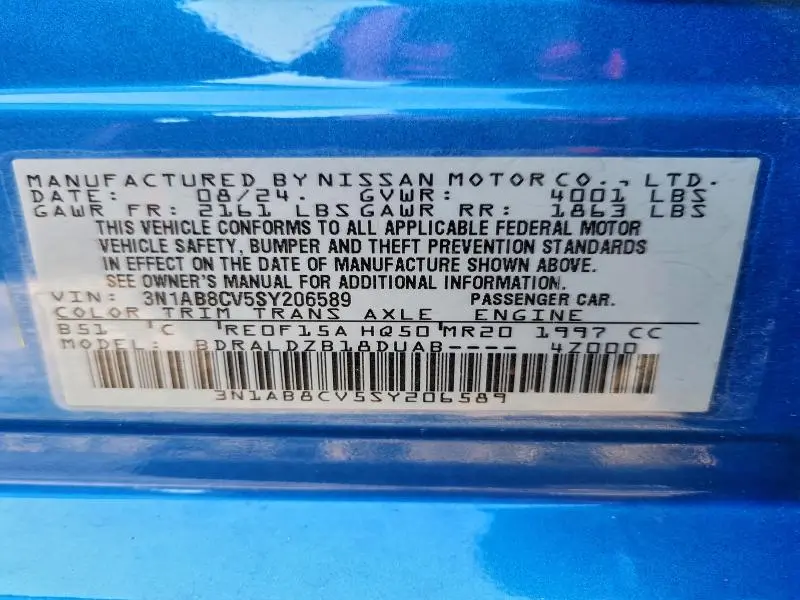 MANUFACTURED BY NISSAN MOTOR CO., LTD.
DATE: 08/24. GVWR: 4001 LBS
GAWR FR: 2161 LBS GAWR RR: 1863 LBS
THIS VEHICLE CONFORMS TO ALL APPLICABLE FEDERAL MOTOR
VEHICLE SAFETY, BUMPER AND THEFT PREVENTION STANDARDS
IN EFFECT ON THE DATE OF MANUFACTURE SHOWN ABOVE.
SEE OWNER'S MANUAL FOR ADDITIONAL INFORMATION.
VIN: 3N1AB8CV5SY206589 PASSENGER CAR.
COLOR TRIM TRANS AXLE ENGINE
B51 C RE0F15A HQ50 MR20 1997 CC
MODEL: BDRALDZB18DUAB---- 4Z000
3N1AB8CV5SY206589